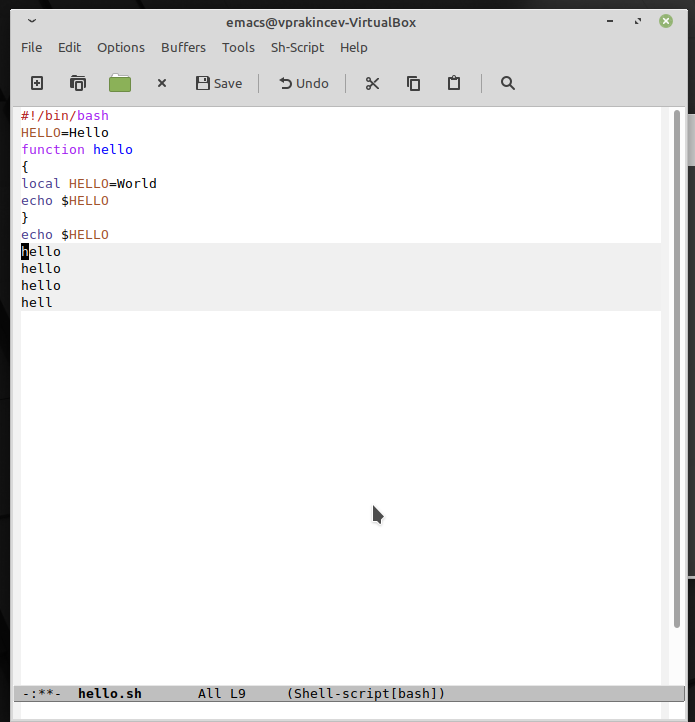 emacs@vprakincev-VirtualBox
File Edit Options Buffers Tools Sh-Script Help
Save Undo
#!/bin/bash
HELLO=Hello
function hello
{
local HELLO=World
echo $HELLO
}
echo $HELLO
hello
hello
hello
hell
-:**- hello.sh All L9 (Shell-script[bash])